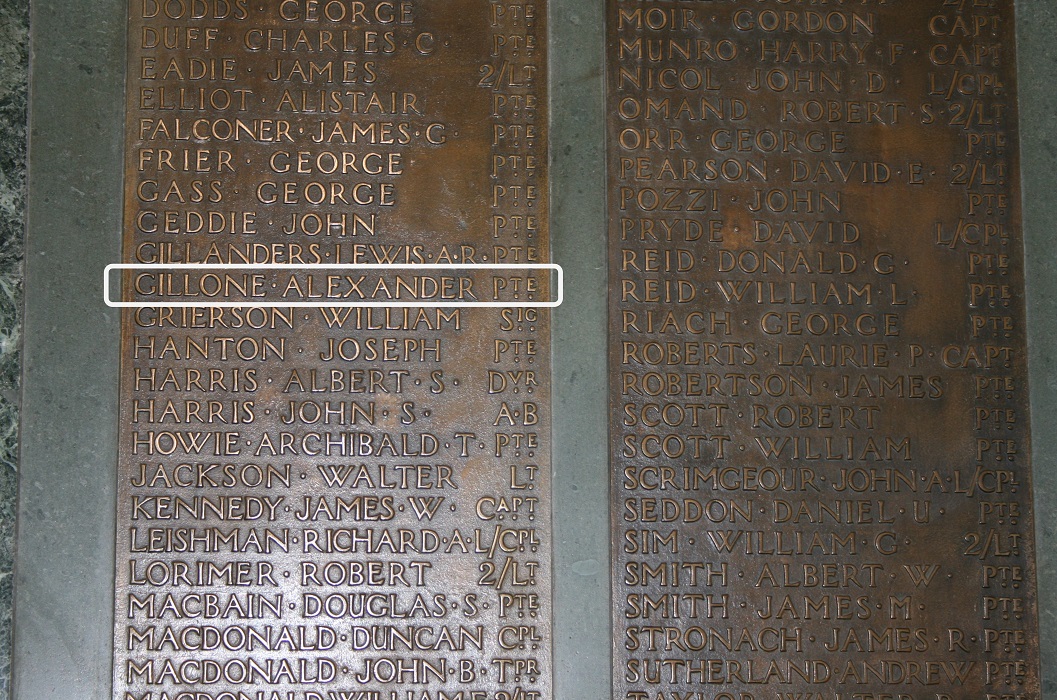 DODDS · GEORGE PTE
DUFF · CHARLES · C · PTE
EADIE · JAMES 2/LT
ELLIOT · ALISTAIR PTE
FALCONER · JAMES · G · PTE
FRIER · GEORGE PTE
GASS · GEORGE PTE
GEDDIE · JOHN PTE
GILLANDERS · LEWIS · A · R · PTE
GILLONE · ALEXANDER PTE
GRIERSON · WILLIAM SIG
HANTON · JOSEPH PTE
HARRIS · ALBERT · S · DVR
HARRIS · JOHN · S · A·B
HOWIE · ARCHIBALD · T · PTE
JACKSON · WALTER LT
KENNEDY · JAMES · W · CAPT
LEISHMAN · RICHARD · A · L/CPL
LORIMER · ROBERT 2/LT
MACBAIN · DOUGLAS · S · PTE
MACDONALD · DUNCAN CPL
MACDONALD · JOHN · B · TPR
MACDONALD WILLIAM
MOIR · GORDON CAPT
MUNRO · HARRY · F · CAPT
NICOL · JOHN · D · L/CPL
OMAND · ROBERT · S · 2/LT
ORR · GEORGE PTE
PEARSON · DAVID · E · 2/LT
POZZI · JOHN PTE
PRYDE · DAVID L/CPL
REID · DONALD · G · PTE
REID · WILLIAM · L · PTE
RIACH · GEORGE PTE
ROBERTS · LAURIE · P · CAPT
ROBERTSON · JAMES PTE
SCOTT · ROBERT PTE
SCOTT · WILLIAM PTE
SCRIMGEOUR · JOHN · A · L/CPL
SEDDON · DANIEL · U · PTE
SIM · WILLIAM · G · 2/LT
SMITH · ALBERT · W · PTE
SMITH · JAMES · M · PTE
STRONACH · JAMES · R · PTE
SUTHERLAND · ANDREW PTE